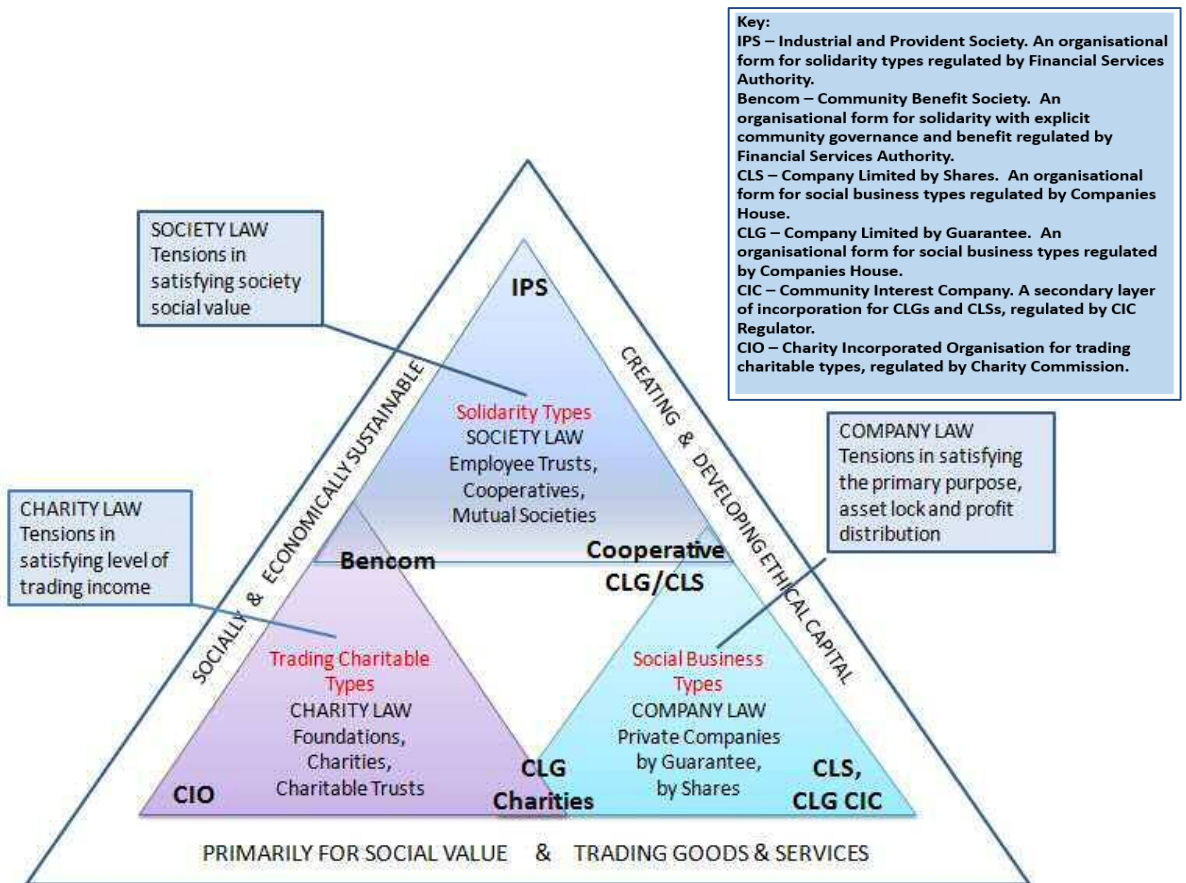 Key:
IPS – Industrial and Provident Society. An organisational
form for solidarity types regulated by Financial Services
Authority.
Bencom – Community Benefit Society.  An
organisational form for solidarity with explicit
community governance and benefit regulated by
Financial Services Authority.
CLS – Company Limited by Shares.  An organisational
form for social business types regulated by Companies
House.
CLG – Company Limited by Guarantee.  An
organisational form for social business types regulated
by Companies House.
CIC – Community Interest Company. A secondary layer
of incorporation for CLGs and CLSs, regulated by CIC
Regulator.
CIO – Charity Incorporated Organisation for trading
charitable types, regulated by Charity Commission.
SOCIETY LAW
Tensions in
satisfying society
social value
IPS
SOCIALLY & ECONOMICALLY SUSTAINABLE
CREATING & DEVELOPING ETHICAL CAPITAL
Solidarity Types
SOCIETY LAW
Employee Trusts,
Cooperatives,
Mutual Societies
COMPANY LAW
Tensions in satisfying
the primary purpose,
asset lock and profit
distribution
CHARITY LAW
Tensions in
satisfying level of
trading income
Bencom
Cooperative
CLG/CLS
Trading Charitable
Types
CHARITY LAW
Foundations,
Charities,
Charitable Trusts
Social Business
Types
COMPANY LAW
Private Companies
by Guarantee,
by Shares
CIO
CLG
Charities
CLS,
CLG CIC
PRIMARILY FOR SOCIAL VALUE & TRADING GOODS & SERVICES